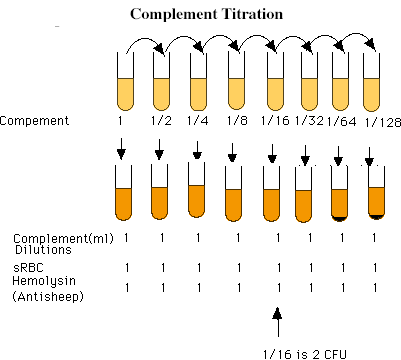 Complement Titration
Compement 1 1/2 1/4 1/8 1/16 1/32 1/64 1/128
Complement(ml) 1 1 1 1 1 1 1 1
Dilutions
sRBC 1 1 1 1 1 1 1 1
Hemolysin 1 1 1 1 1 1 1 1
(Antisheep)
1/16 is 2 CFU